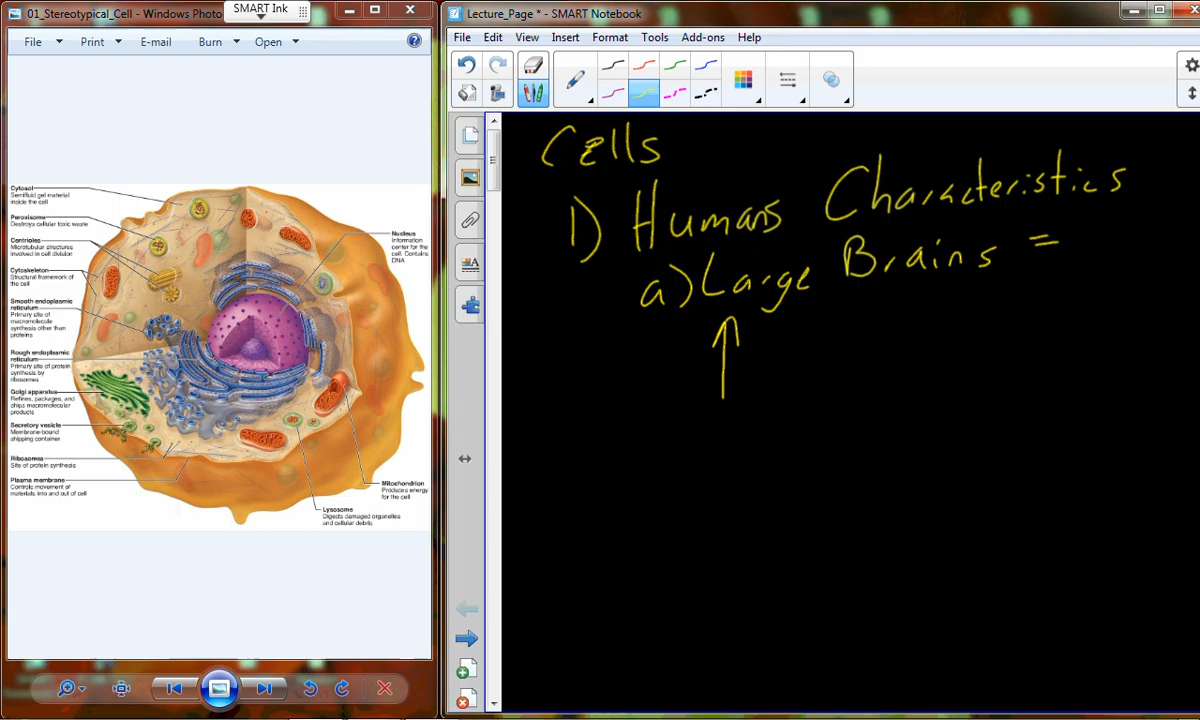 01_Stereotypical_Cell - Windows Photo
SMART Ink
File Print E-mail Burn Open
Cytosol
Semifluid gel material
inside the cell
Peroxisome
Destroys cellular toxic waste
Centrioles
Microtubular structures
involved in cell division
Cytoskeleton
Structural framework of
the cell
Smooth endoplasmic
reticulum
Primary site of
macromolecule
synthesis other than
proteins
Rough endoplasmic
reticulum
Primary site of protein
synthesis by
ribosomes
Golgi apparatus
Refines, packages, and
ships macromolecular
products
Secretory vesicle
Membrane-bound
shipping container
Ribosomes
Site of protein synthesis
Plasma membrane
Controls movement of
materials into and out of cell
Nucleus
Information
center for the
cell. Contains
DNA
Mitochondrion
Produces energy
for the cell
Lysosome
Digests damaged organelles
and cellular debris
Lecture_Page * - SMART Notebook
File Edit View Insert Format Tools Add-ons Help
Cells
1) Humans Characteristics
a) Large Brains =